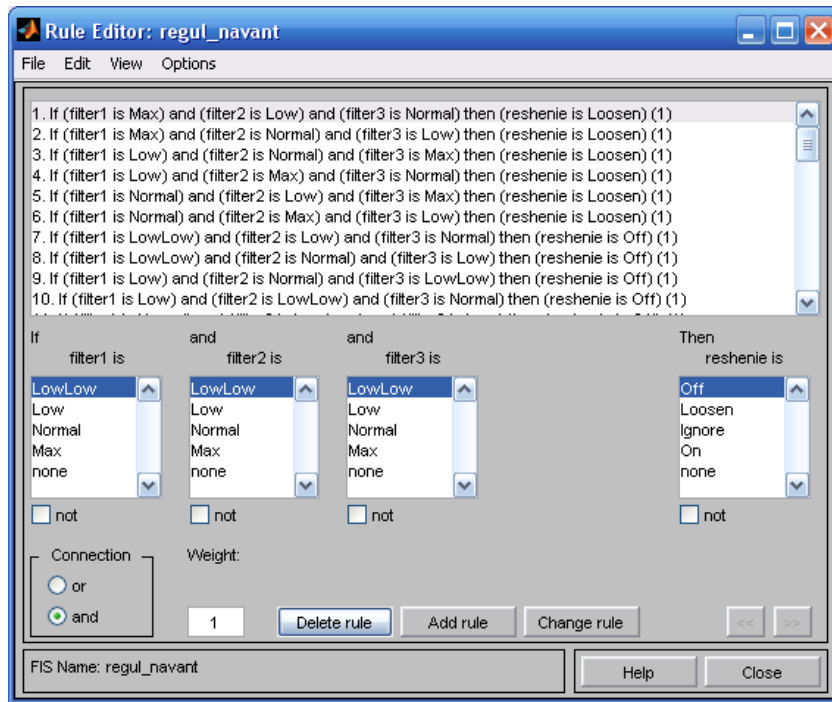 Rule Editor: regul_navant
File Edit View Options
1. If (filter1 is Max) and (filter2 is Low) and (filter3 is Normal) then (reshenie is Loosen) (1)
2. If (filter1 is Max) and (filter2 is Normal) and (filter3 is Low) then (reshenie is Loosen) (1)
3. If (filter1 is Low) and (filter2 is Normal) and (filter3 is Max) then (reshenie is Loosen) (1)
4. If (filter1 is Low) and (filter2 is Max) and (filter3 is Normal) then (reshenie is Loosen) (1)
5. If (filter1 is Normal) and (filter2 is Low) and (filter3 is Max) then (reshenie is Loosen) (1)
6. If (filter1 is Normal) and (filter2 is Max) and (filter3 is Low) then (reshenie is Loosen) (1)
7. If (filter1 is LowLow) and (filter2 is Low) and (filter3 is Normal) then (reshenie is Off) (1)
8. If (filter1 is LowLow) and (filter2 is Normal) and (filter3 is Low) then (reshenie is Off) (1)
9. If (filter1 is Low) and (filter2 is Normal) and (filter3 is LowLow) then (reshenie is Off) (1)
10. If (filter1 is Low) and (filter2 is LowLow) and (filter3 is Normal) then (reshenie is Off) (1)
If and and Then
filter1 is filter2 is filter3 is reshenie is
LowLow LowLow LowLow Off
Low Low Low Loosen
Normal Normal Normal Ignore
Max Max Max On
none none none none
not not not not
Connection Weight:
or
and 1 Delete rule Add rule Change rule << >>
FIS Name: regul_navant Help Close